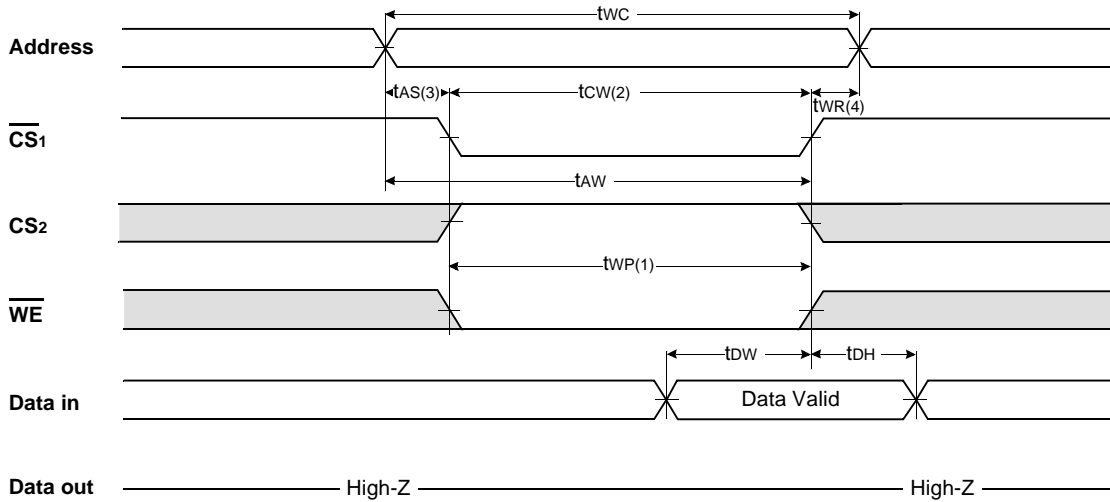 tWC
Address
tAS(3) tCW(2) tWR(4)
CS1
tAW
CS2
tWP(1)
WE
tDW tDH
Data in Data Valid
Data out High-Z High-Z